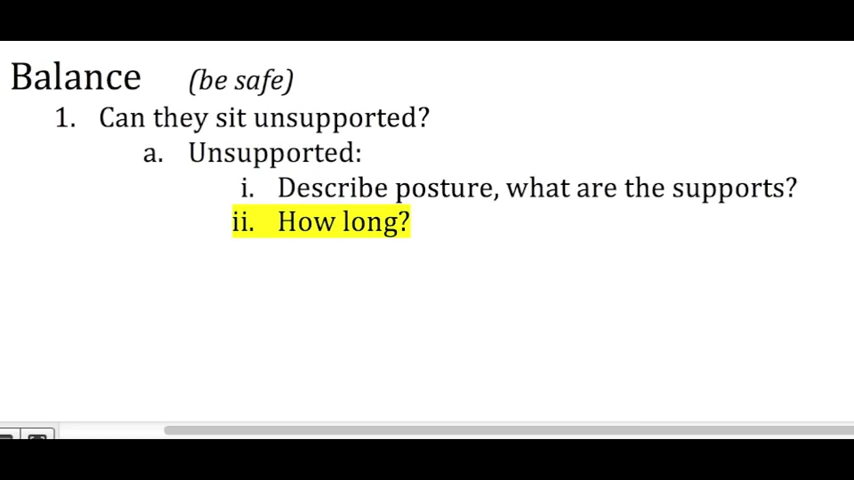 Balance (be safe)
1. Can they sit unsupported?
a. Unsupported:
i. Describe posture, what are the supports?
ii. How long?